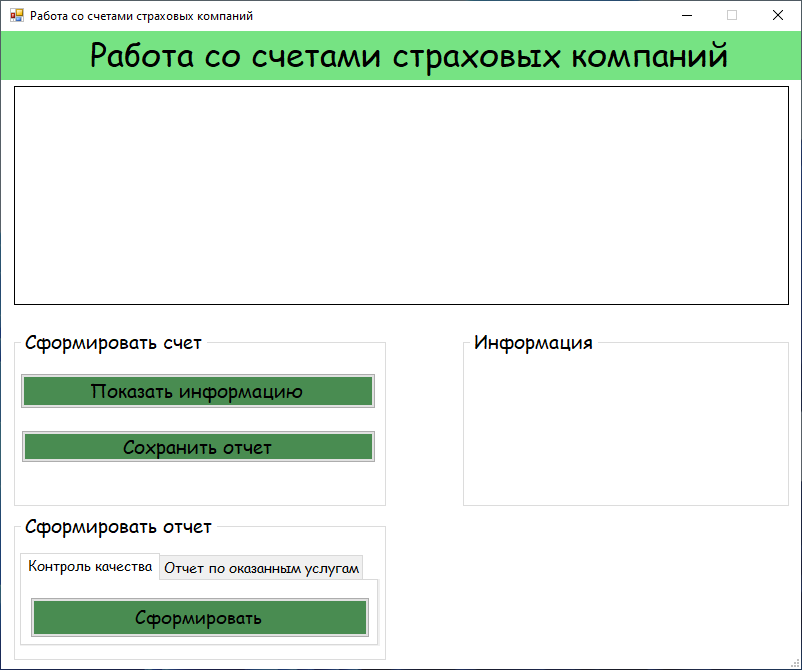 Работа со счетами страховых компаний
Работа со счетами страховых компаний
Сформировать счет
Информация
Показать информацию
Сохранить отчет
Сформировать отчет
Контроль качества
Отчет по оказанным услугам
Сформировать